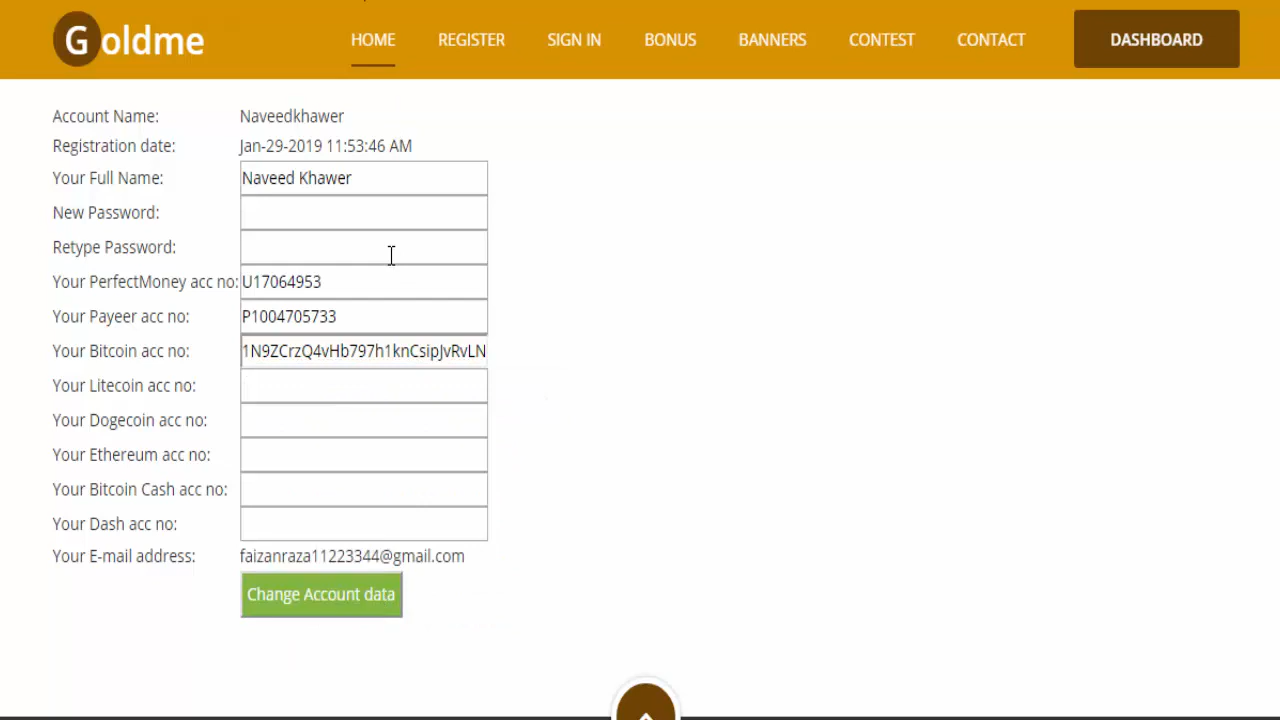 Goldme
HOME REGISTER SIGN IN BONUS BANNERS CONTEST CONTACT DASHBOARD
Account Name: Naveedkhawer
Registration date: Jan-29-2019 11:53:46 AM
Your Full Name: Naveed Khawer
New Password:
Retype Password:
Your PerfectMoney acc no: U17064953
Your Payeer acc no: P1004705733
Your Bitcoin acc no: 1N9ZCrzQ4vHb797h1knCsipJvRvLN
Your Litecoin acc no:
Your Dogecoin acc no:
Your Ethereum acc no:
Your Bitcoin Cash acc no:
Your Dash acc no:
Your E-mail address: faizanraza11223344@gmail.com
Change Account data